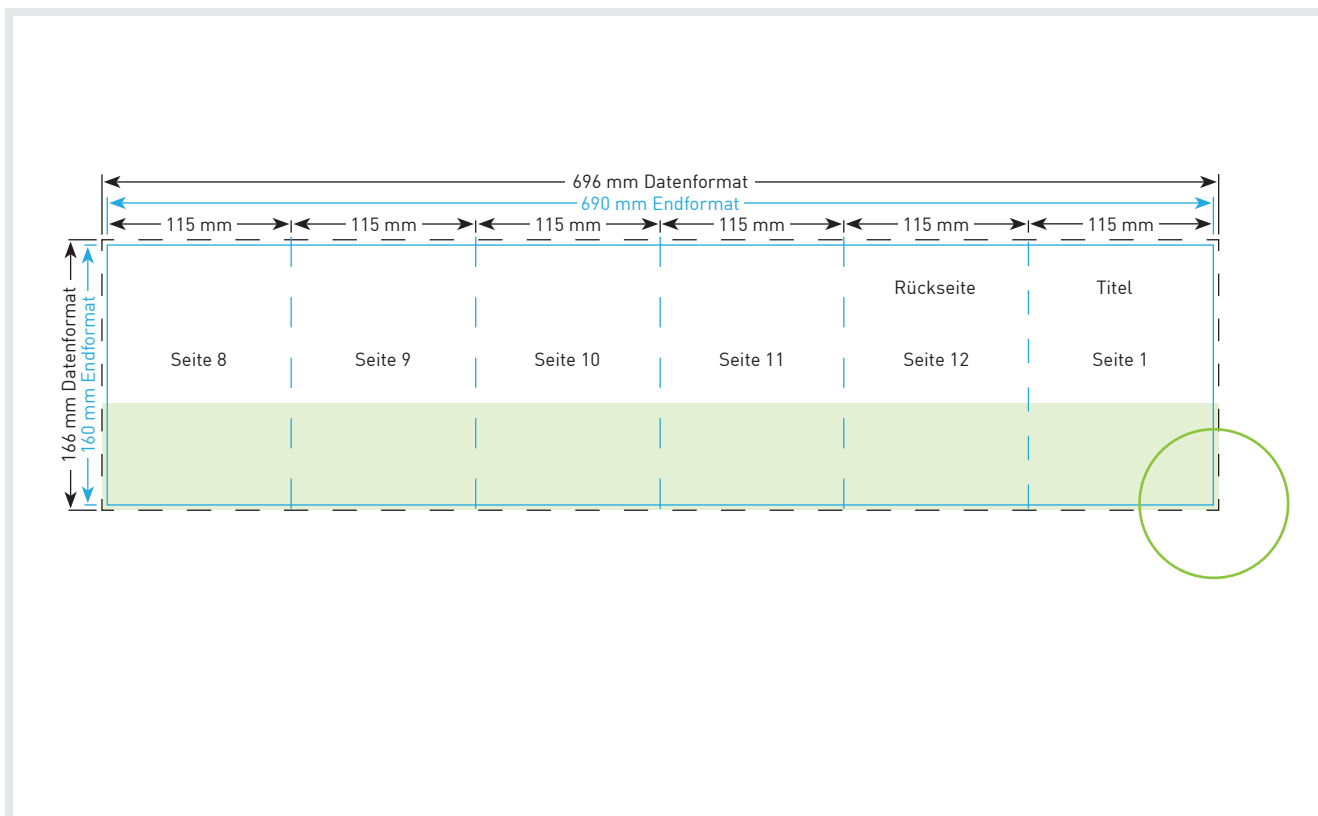 696 mm Datenformat
690 mm Endformat
115 mm 115 mm 115 mm 115 mm 115 mm 115 mm
166 mm Datenformat
160 mm Endformat
Rückseite Titel
Seite 8 Seite 9 Seite 10 Seite 11 Seite 12 Seite 1